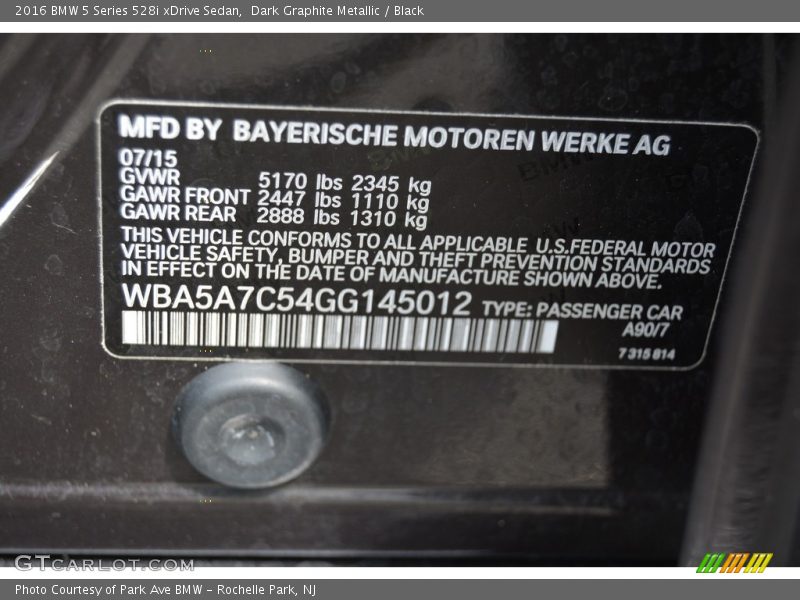 2016 BMW 5 Series 528i xDrive Sedan,  Dark Graphite Metallic / Black
MFD BY BAYERISCHE MOTOREN WERKE AG
07/15
GVWR 5170 lbs 2345 kg
GAWR FRONT 2447 lbs 1110 kg
GAWR REAR 2888 lbs 1310 kg
THIS VEHICLE CONFORMS TO ALL APPLICABLE U.S.FEDERAL MOTOR
VEHICLE SAFETY, BUMPER AND THEFT PREVENTION STANDARDS
IN EFFECT ON THE DATE OF MANUFACTURE SHOWN ABOVE.
WBA5A7C54GG145012 TYPE: PASSENGER CAR
A90/7
7 315 814
GTCARLOT.COM
Photo Courtesy of Park Ave BMW - Rochelle Park, NJ